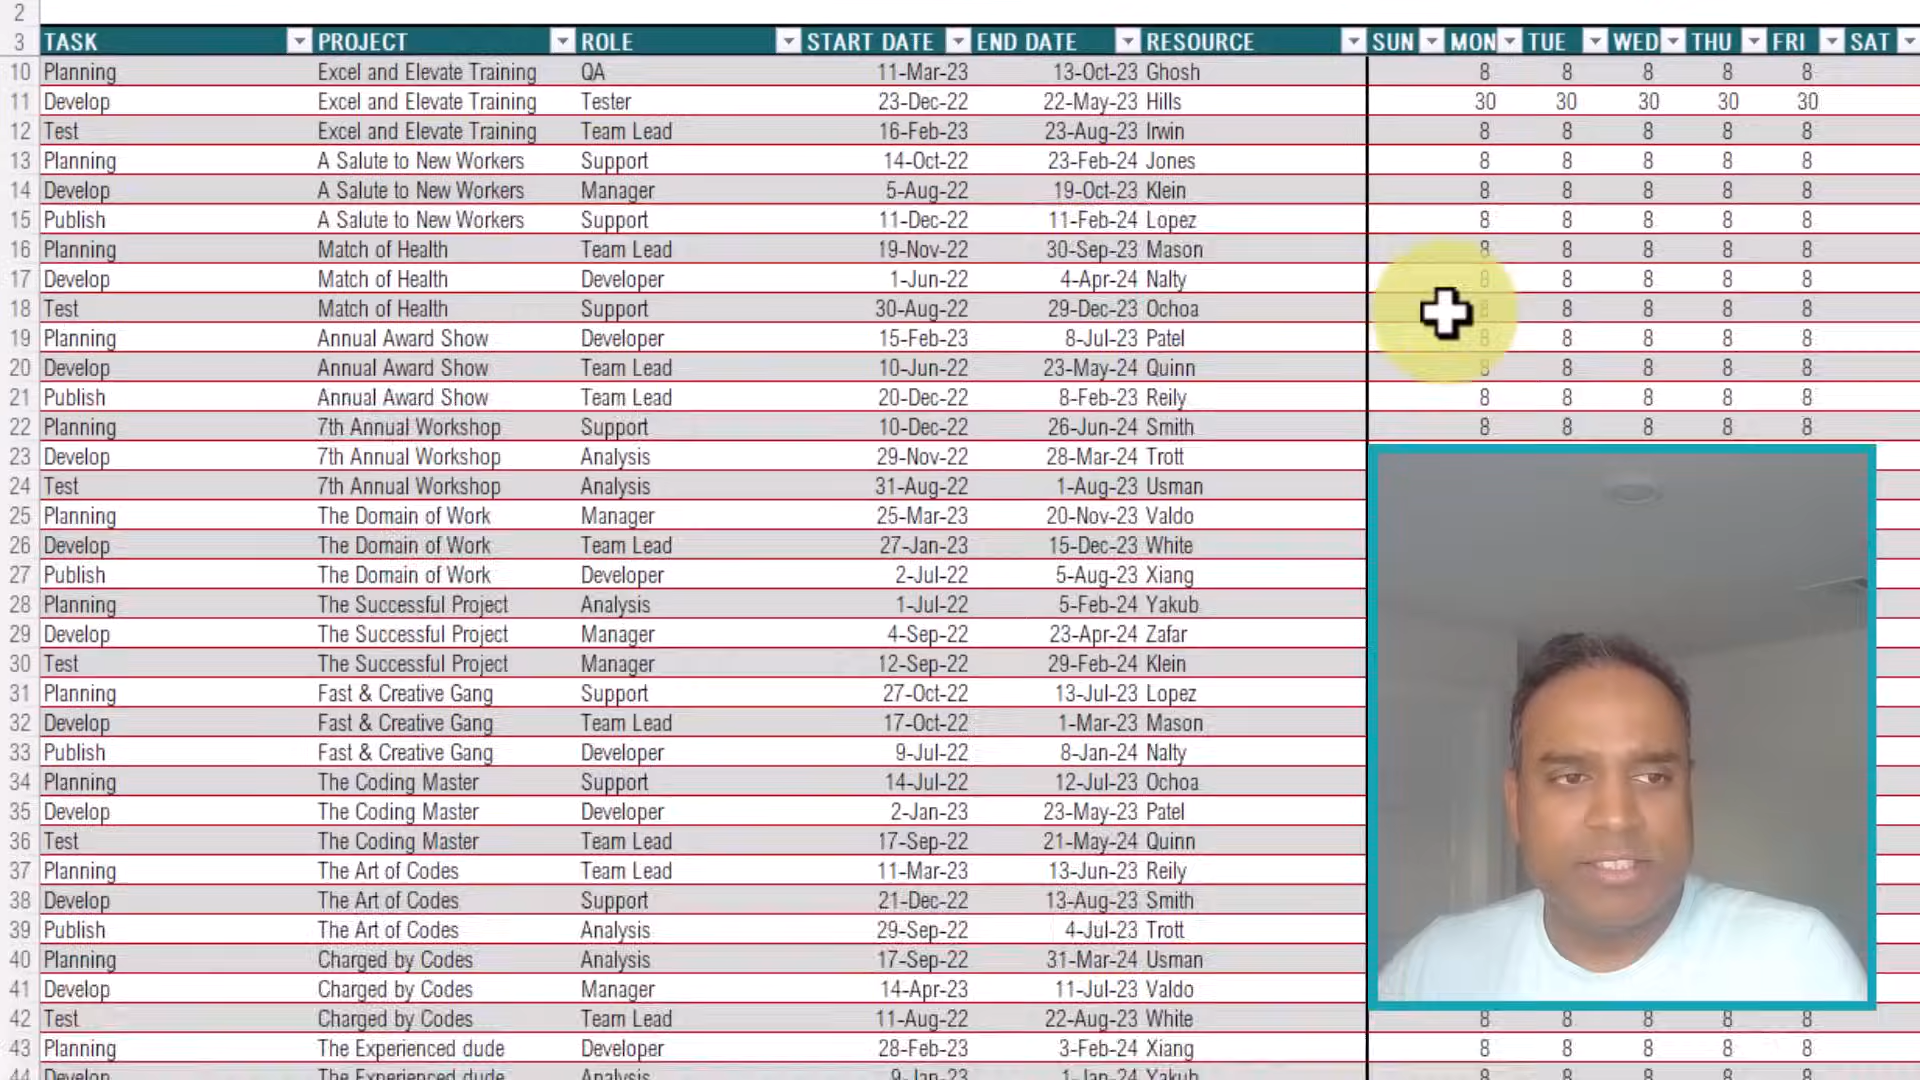 2
3 TASK PROJECT ROLE START DATE END DATE RESOURCE SUN MON TUE WED THU FRI SAT
10 Planning Excel and Elevate Training QA 11-Mar-23 13-Oct-23 Ghosh 8 8 8 8 8
11 Develop Excel and Elevate Training Tester 23-Dec-22 22-May-23 Hills 30 30 30 30 30
12 Test Excel and Elevate Training Team Lead 16-Feb-23 23-Aug-23 Irwin 8 8 8 8 8
13 Planning A Salute to New Workers Support 14-Oct-22 23-Feb-24 Jones 8 8 8 8 8
14 Develop A Salute to New Workers Manager 5-Aug-22 19-Oct-23 Klein 8 8 8 8 8
15 Publish A Salute to New Workers Support 11-Dec-22 11-Feb-24 Lopez 8 8 8 8 8
16 Planning Match of Health Team Lead 19-Nov-22 30-Sep-23 Mason 8 8 8 8 8
17 Develop Match of Health Developer 1-Jun-22 4-Apr-24 Nalty 8 8 8 8 8
18 Test Match of Health Support 30-Aug-22 29-Dec-23 Ochoa 8 8 8 8 8
19 Planning Annual Award Show Developer 15-Feb-23 8-Jul-23 Patel 8 8 8 8 8
20 Develop Annual Award Show Team Lead 10-Jun-22 23-May-24 Quinn 8 8 8 8 8
21 Publish Annual Award Show Team Lead 20-Dec-22 8-Feb-23 Reily 8 8 8 8 8
22 Planning 7th Annual Workshop Support 10-Dec-22 26-Jun-24 Smith 8 8 8 8 8
23 Develop 7th Annual Workshop Analysis 29-Nov-22 28-Mar-24 Trott
24 Test 7th Annual Workshop Analysis 31-Aug-22 1-Aug-23 Usman
25 Planning The Domain of Work Manager 25-Mar-23 20-Nov-23 Valdo
26 Develop The Domain of Work Team Lead 27-Jan-23 15-Dec-23 White
27 Publish The Domain of Work Developer 2-Jul-22 5-Aug-23 Xiang
28 Planning The Successful Project Analysis 1-Jul-22 5-Feb-24 Yakub
29 Develop The Successful Project Manager 4-Sep-22 23-Apr-24 Zafar
30 Test The Successful Project Manager 12-Sep-22 29-Feb-24 Klein
31 Planning Fast & Creative Gang Support 27-Oct-22 13-Jul-23 Lopez
32 Develop Fast & Creative Gang Team Lead 17-Oct-22 1-Mar-23 Mason
33 Publish Fast & Creative Gang Developer 9-Jul-22 8-Jan-24 Nalty
34 Planning The Coding Master Support 14-Jul-22 12-Jul-23 Ochoa
35 Develop The Coding Master Developer 2-Jan-23 23-May-23 Patel
36 Test The Coding Master Team Lead 17-Sep-22 21-May-24 Quinn
37 Planning The Art of Codes Team Lead 11-Mar-23 13-Jun-23 Reily
38 Develop The Art of Codes Support 21-Dec-22 13-Aug-23 Smith
39 Publish The Art of Codes Analysis 29-Sep-22 4-Jul-23 Trott
40 Planning Charged by Codes Analysis 17-Sep-22 31-Mar-24 Usman
41 Develop Charged by Codes Manager 14-Apr-23 11-Jul-23 Valdo
42 Test Charged by Codes Team Lead 11-Aug-22 22-Aug-23 White 8 8 8 8 8
43 Planning The Experienced dude Developer 28-Feb-23 3-Feb-24 Xiang 8 8 8 8 8
44 Develop The Experienced dude Analysis 9-Jan-23 1-Jan-24 Yakub